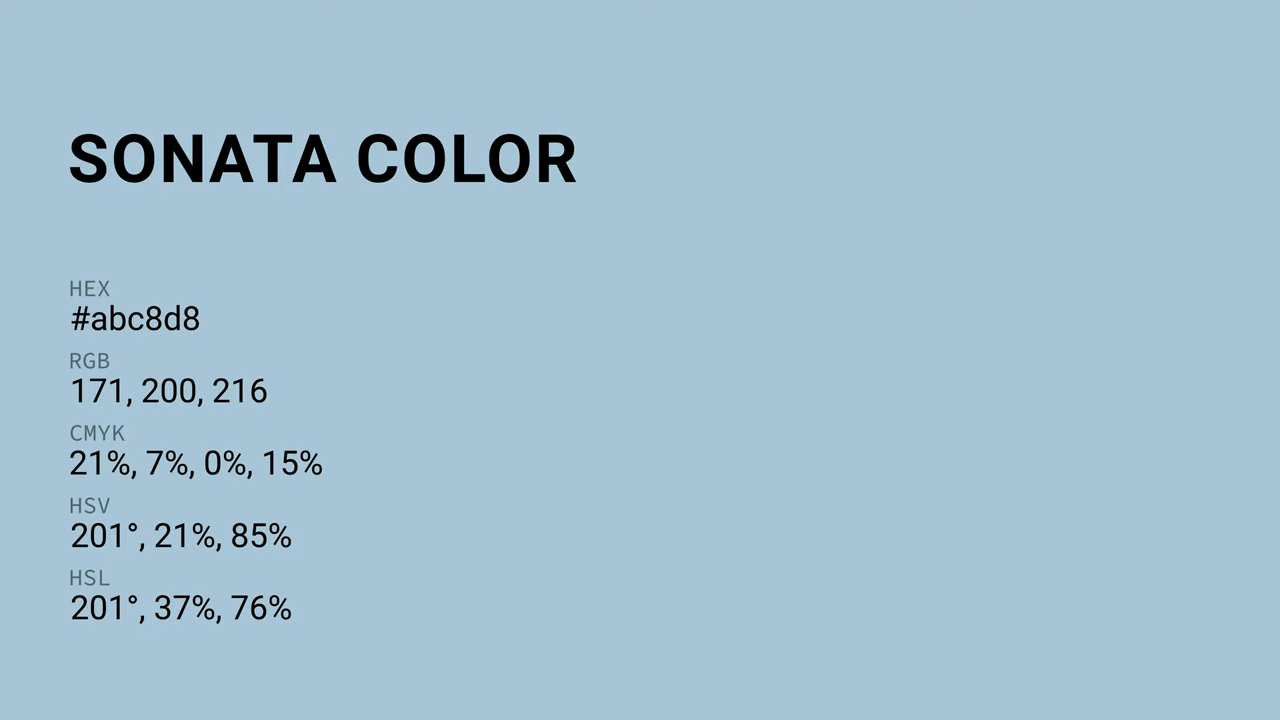 SONATA COLOR
HEX
#abc8d8
RGB
171, 200, 216
CMYK
21%, 7%, 0%, 15%
HSV
201°, 21%, 85%
HSL
201°, 37%, 76%